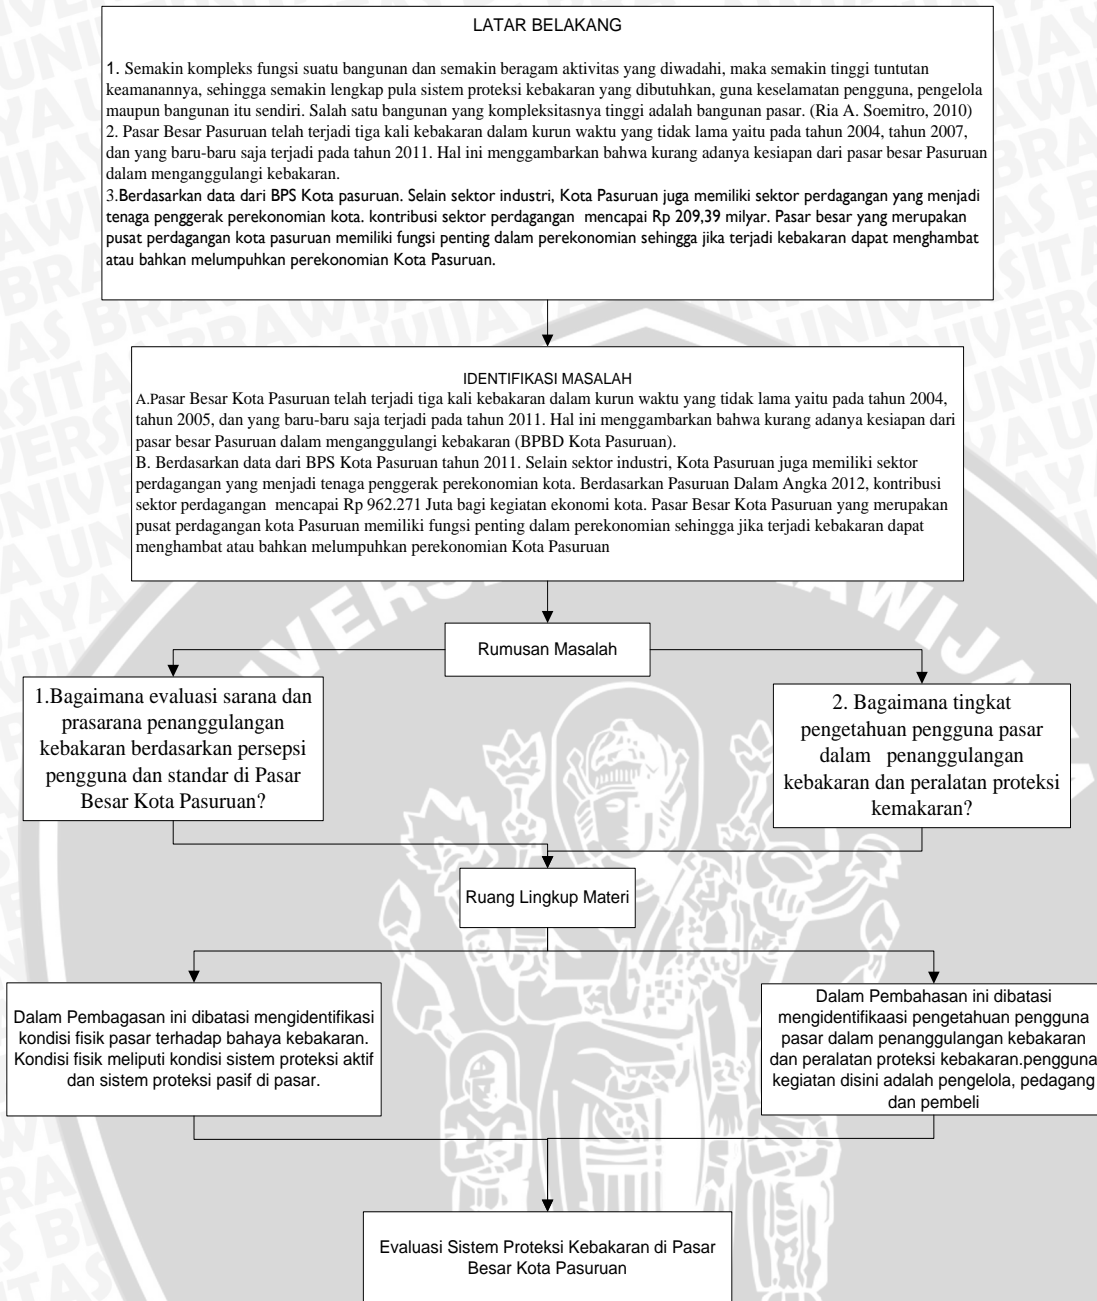 LATAR BELAKANG
1. Semakin kompleks fungsi suatu bangunan dan semakin beragam aktivitas yang diwadahi, maka semakin tinggi tuntutan
keamanannya, sehingga semakin lengkap pula sistem proteksi kebakaran yang dibutuhkan, guna keselamatan pengguna, pengelola
maupun bangunan itu sendiri. Salah satu bangunan yang kompleksitasnya tinggi adalah bangunan pasar. (Ria A. Soemitro, 2010)
2. Pasar Besar Pasuruan telah terjadi tiga kali kebakaran dalam kurun waktu yang tidak lama yaitu pada tahun 2004, tahun 2007,
dan yang baru-baru saja terjadi pada tahun 2011. Hal ini menggambarkan bahwa kurang adanya kesiapan dari pasar besar Pasuruan
dalam menganggulangi kebakaran.
3.Berdasarkan data dari BPS Kota pasuruan. Selain sektor industri, Kota Pasuruan juga memiliki sektor perdagangan yang menjadi
tenaga penggerak perekonomian kota. kontribusi sektor perdagangan mencapai Rp 209,39 milyar. Pasar besar yang merupakan
pusat perdagangan kota pasuruan memiliki fungsi penting dalam perekonomian sehingga jika terjadi kebakaran dapat menghambat
atau bahkan melumpuhkan perekonomian Kota Pasuruan.
IDENTIFIKASI MASALAH
A.Pasar Besar Kota Pasuruan telah terjadi tiga kali kebakaran dalam kurun waktu yang tidak lama yaitu pada tahun 2004,
tahun 2005, dan yang baru-baru saja terjadi pada tahun 2011. Hal ini menggambarkan bahwa kurang adanya kesiapan dari
pasar besar Pasuruan dalam menganggulangi kebakaran (BPBD Kota Pasuruan).
B. Berdasarkan data dari BPS Kota Pasuruan tahun 2011. Selain sektor industri, Kota Pasuruan juga memiliki sektor
perdagangan yang menjadi tenaga penggerak perekonomian kota. Berdasarkan Pasuruan Dalam Angka 2012, kontribusi
sektor perdagangan mencapai Rp 962.271 Juta bagi kegiatan ekonomi kota. Pasar Besar Kota Pasuruan yang merupakan
pusat perdagangan kota Pasuruan memiliki fungsi penting dalam perekonomian sehingga jika terjadi kebakaran dapat
menghambat atau bahkan melumpuhkan perekonomian Kota Pasuruan
Rumusan Masalah
1.Bagaimana evaluasi sarana dan
prasarana penanggulangan
kebakaran berdasarkan persepsi
pengguna dan standar di Pasar
Besar Kota Pasuruan?
2. Bagaimana tingkat
pengetahuan pengguna pasar
dalam penanggulangan
kebakaran dan peralatan proteksi
kemakaran?
Ruang Lingkup Materi
Dalam Pembagasan ini dibatasi mengidentifikasi
kondisi fisik pasar terhadap bahaya kebakaran.
Kondisi fisik meliputi kondisi sistem proteksi aktif
dan sistem proteksi pasif di pasar.
Dalam Pembahasan ini dibatasi
mengidentifikaasi pengetahuan pengguna
pasar dalam penanggulangan kebakaran
dan peralatan proteksi kebakaran.pengguna
kegiatan disini adalah pengelola, pedagang
dan pembeli
Evaluasi Sistem Proteksi Kebakaran di Pasar
Besar Kota Pasuruan